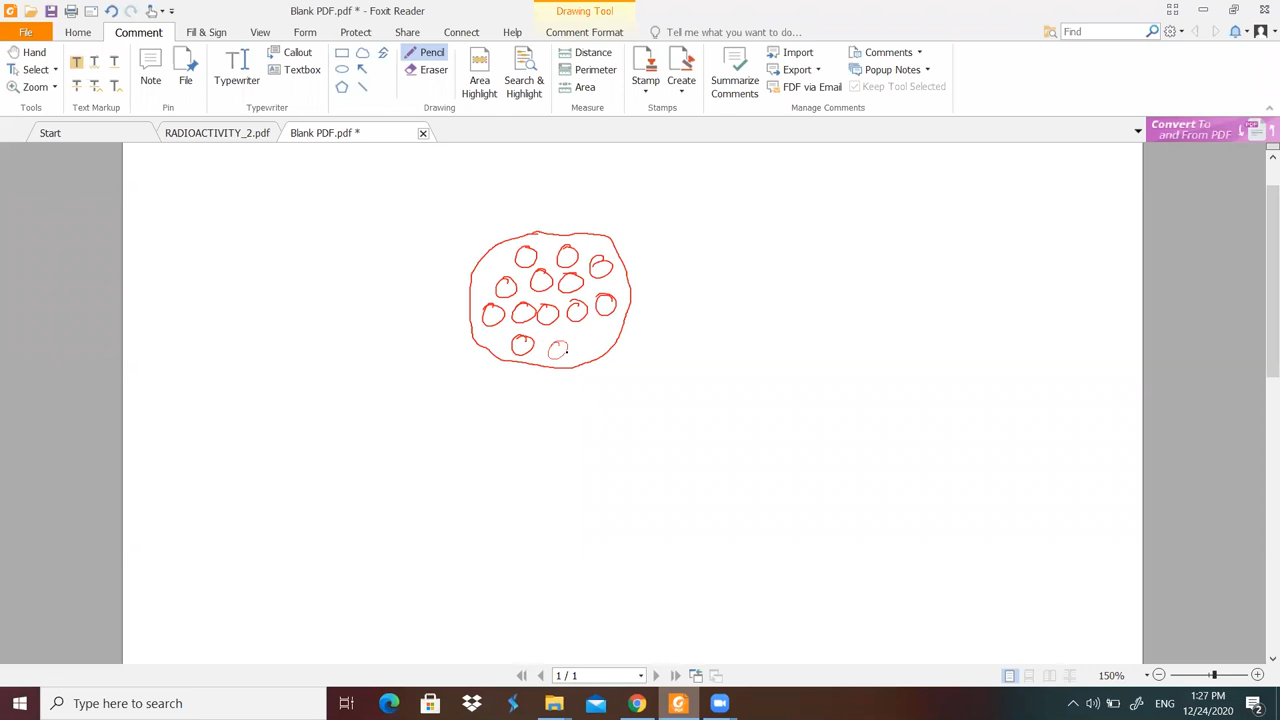 Blank PDF.pdf * - Foxit Reader
Drawing Tool
File Home Comment Fill & Sign View Form Protect Share Connect Help Comment Format Tell me what you want to do... Find
Hand
Select
Zoom
Tools
Text Markup
Note
File
Pin
Typewriter
Callout
Textbox
Typewriter
Pencil
Eraser
Drawing
Area Highlight
Search & Highlight
Distance
Perimeter
Area
Measure
Stamp
Create
Stamps
Summarize Comments
Import
Export
FDF via Email
Comments
Popup Notes
Keep Tool Selected
Manage Comments
Start RADIOACTIVITY_2.pdf Blank PDF.pdf *
Convert To
and From PDF
PDF
1 / 1
150%
Type here to search
ENG
1:27 PM
12/24/2020
2